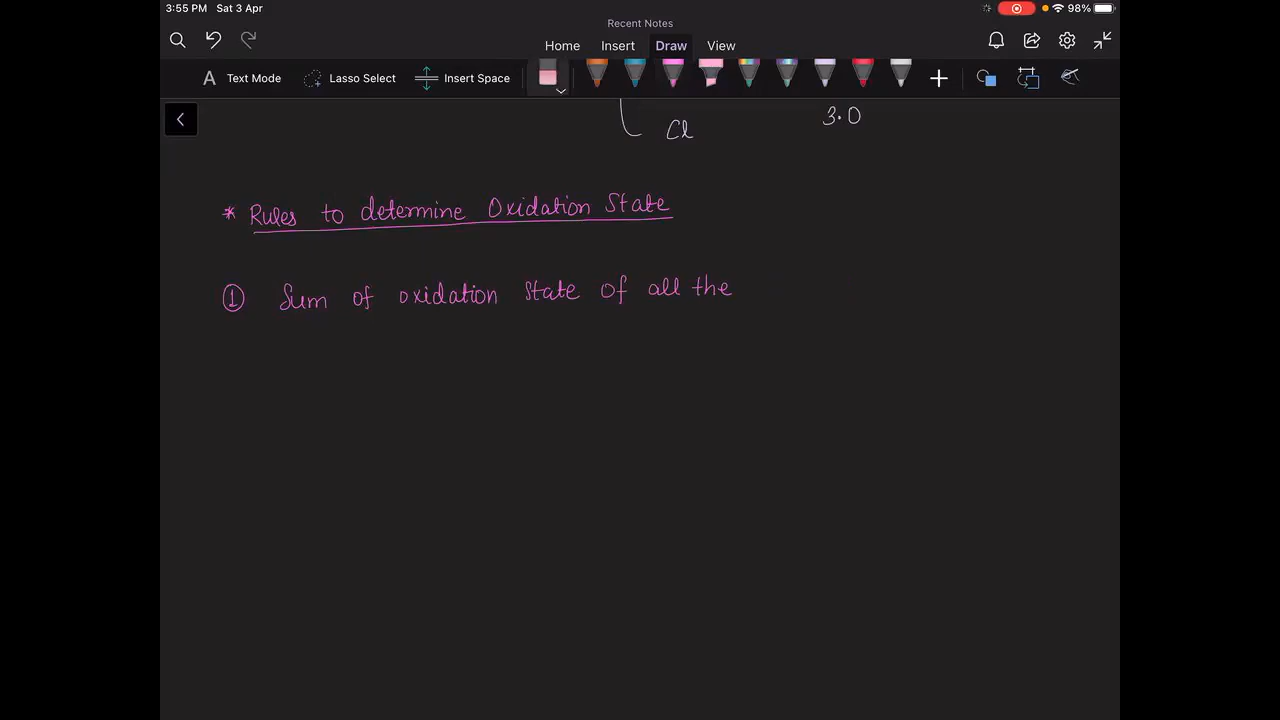 3:55 PM Sat 3 Apr
98%
Recent Notes
Home Insert Draw View
Text Mode Lasso Select Insert Space
Cl 3.0
* Rules to determine Oxidation State
① Sum of oxidation State of all the